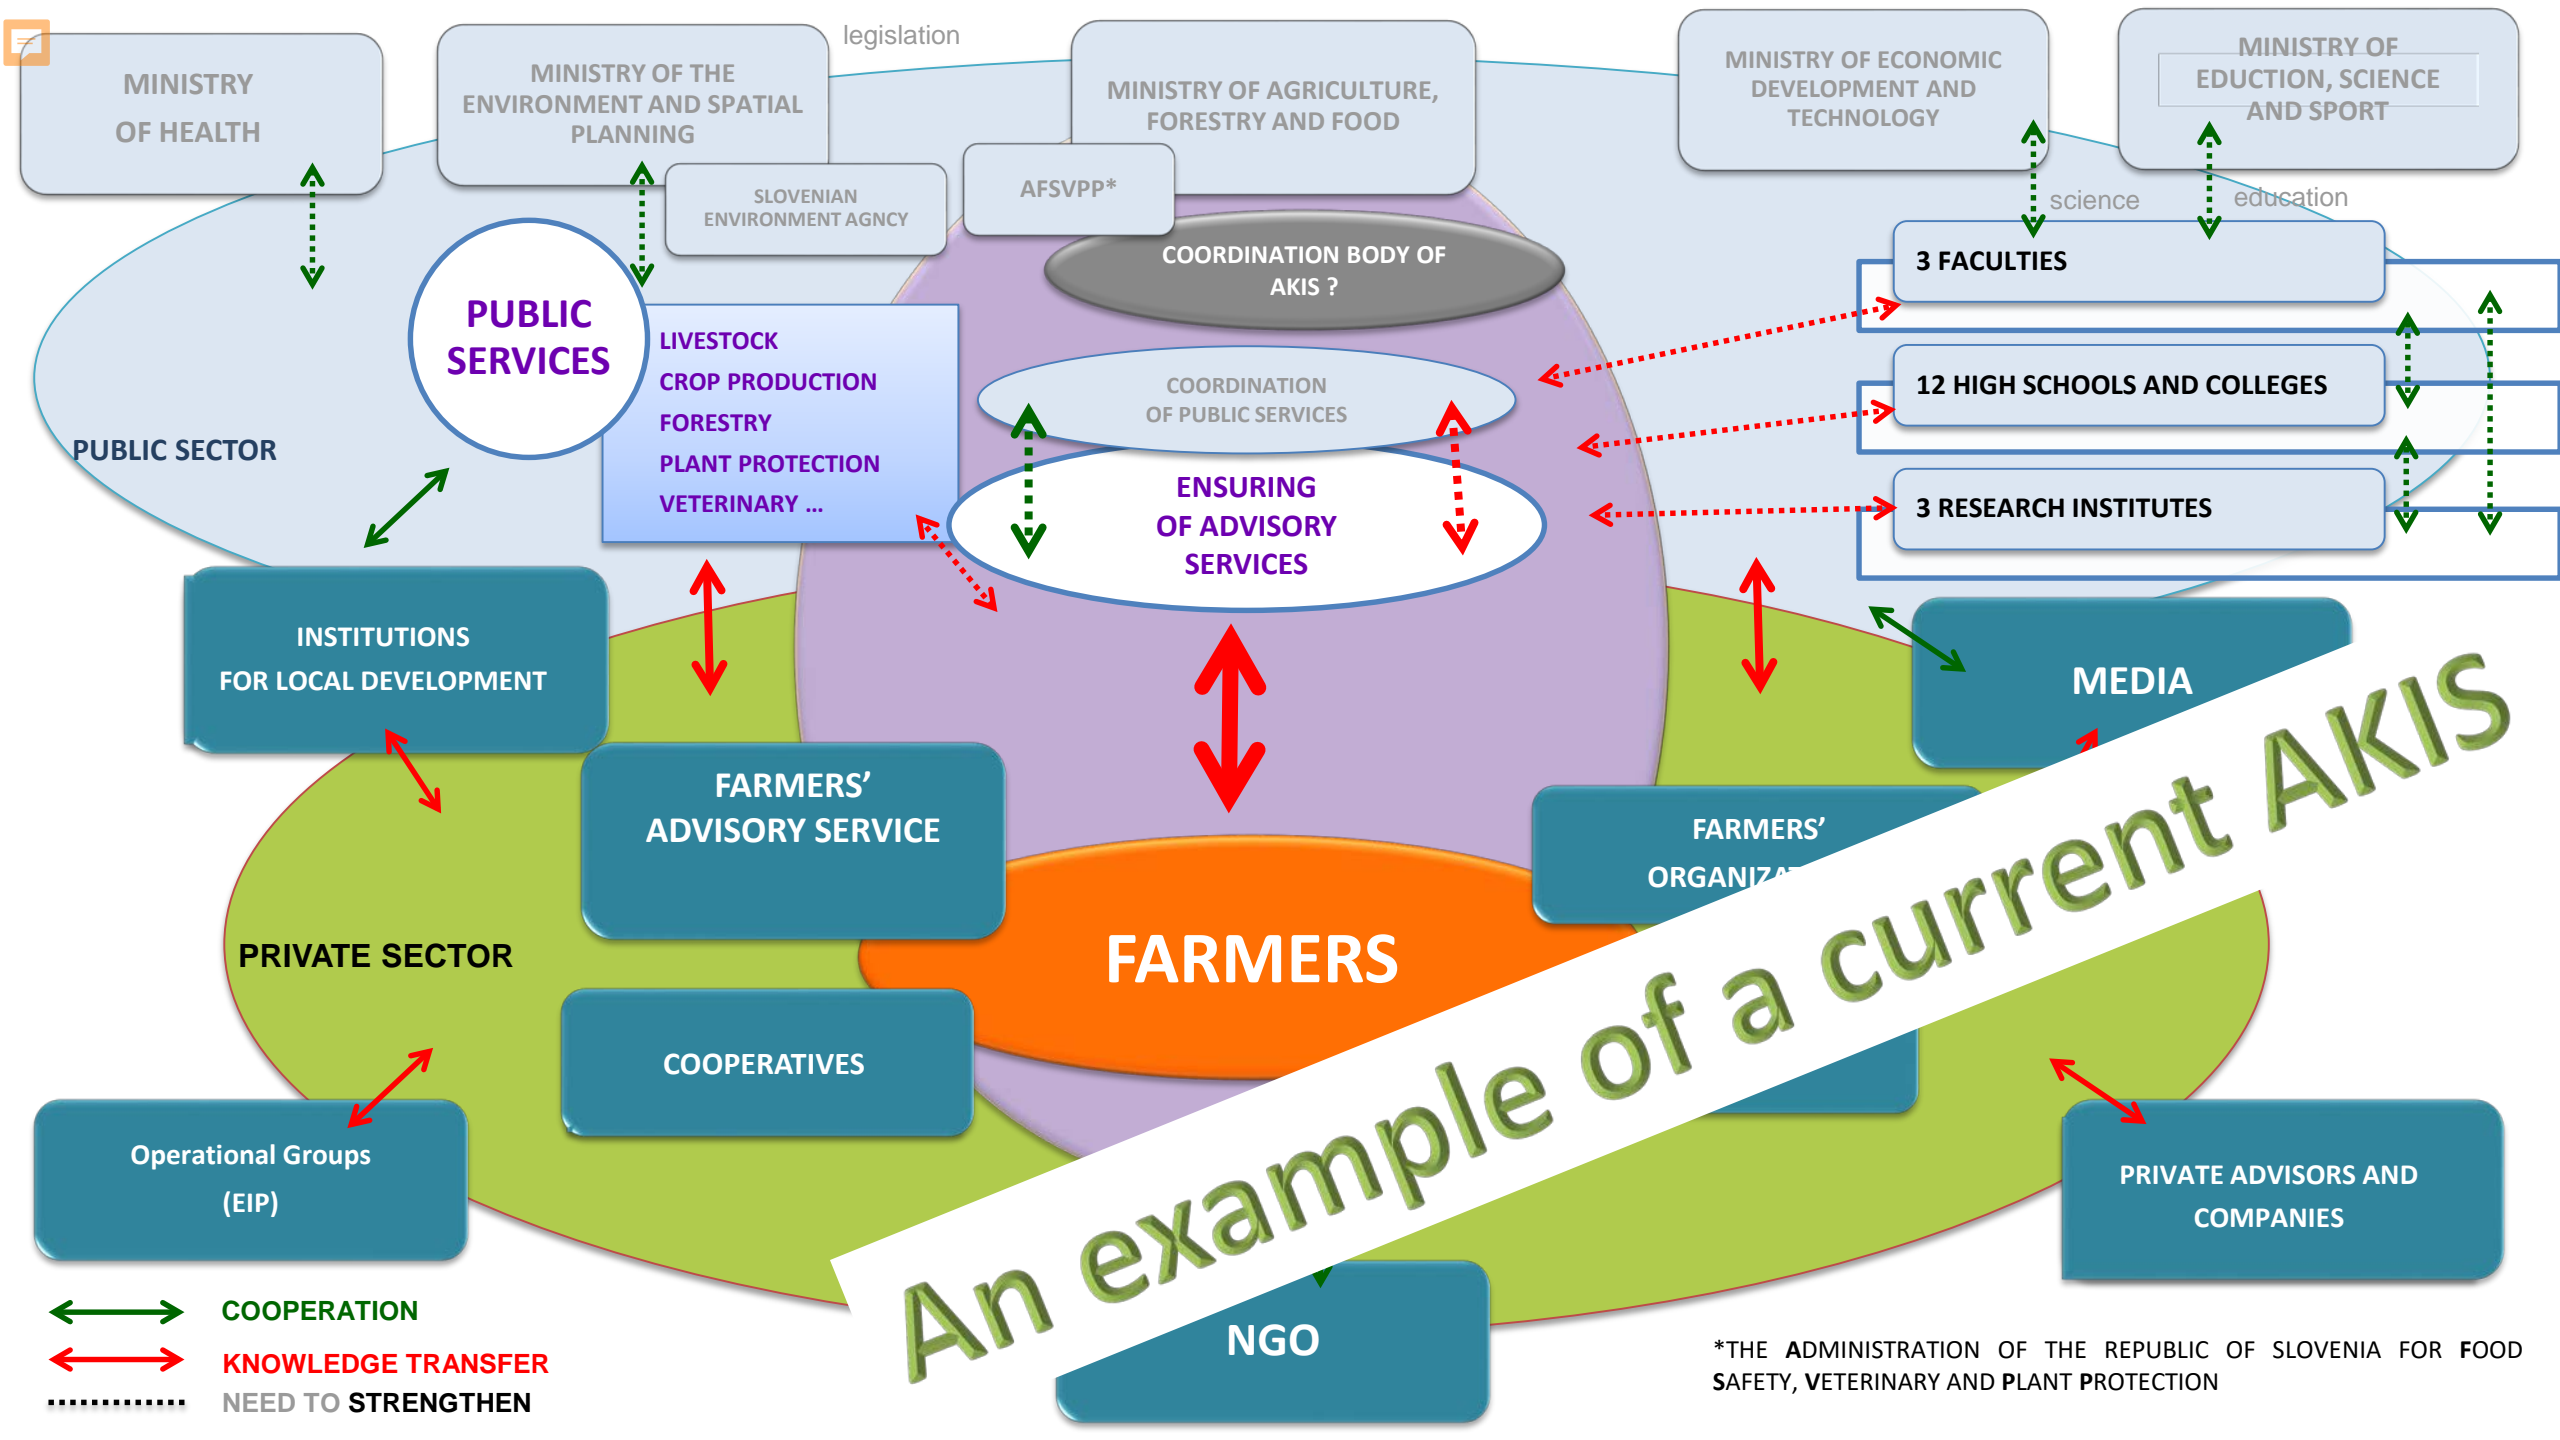 legislation
MINISTRY
OF HEALTH
MINISTRY OF THE
ENVIRONMENT AND SPATIAL
PLANNING
SLOVENIAN
ENVIRONMENT AGNCY
MINISTRY OF AGRICULTURE,
FORESTRY AND FOOD
AFSVPP*
MINISTRY OF ECONOMIC
DEVELOPMENT AND
TECHNOLOGY
MINISTRY OF
EDUCTION, SCIENCE
AND SPORT
science
education
COORDINATION BODY OF
AKIS ?
PUBLIC
SERVICES
LIVESTOCK
CROP PRODUCTION
FORESTRY
PLANT PROTECTION
VETERINARY ...
COORDINATION
OF PUBLIC SERVICES
ENSURING
OF ADVISORY
SERVICES
3 FACULTIES
12 HIGH SCHOOLS AND COLLEGES
3 RESEARCH INSTITUTES
PUBLIC SECTOR
INSTITUTIONS
FOR LOCAL DEVELOPMENT
MEDIA
FARMERS’
ADVISORY SERVICE
FARMERS’
FARMERS
PRIVATE SECTOR
COOPERATIVES
Operational Groups
(EIP)
PRIVATE ADVISORS AND
COMPANIES
NGO
An example of a current AKIS
COOPERATION
KNOWLEDGE TRANSFER
NEED TO STRENGTHEN
*THE ADMINISTRATION OF THE REPUBLIC OF SLOVENIA FOR FOOD
SAFETY, VETERINARY AND PLANT PROTECTION